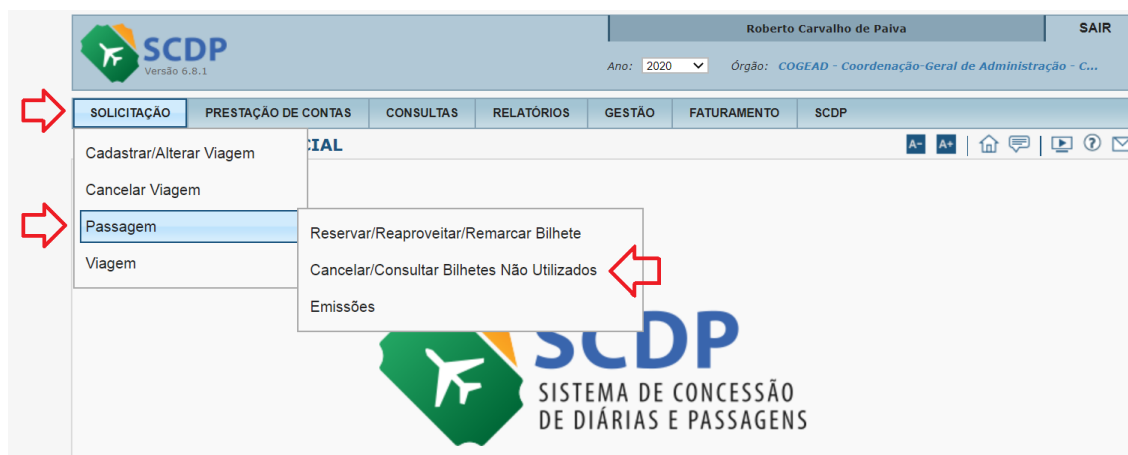 Roberto Carvalho de Paiva SAIR
SCDP
Versão 6.8.1
Ano: 2020 Órgão: COGEAD - Coordenação-Geral de Administração - C...
SOLICITAÇÃO PRESTAÇÃO DE CONTAS CONSULTAS RELATÓRIOS GESTÃO FATURAMENTO SCDP
CIAL A- A+ ?
Cadastrar/Alterar Viagem
Cancelar Viagem
Passagem
Viagem
Reservar/Reaproveitar/Remarcar Bilhete
Cancelar/Consultar Bilhetes Não Utilizados
Emissões
SCDP
SISTEMA DE CONCESSÃO
DE DIÁRIAS E PASSAGENS